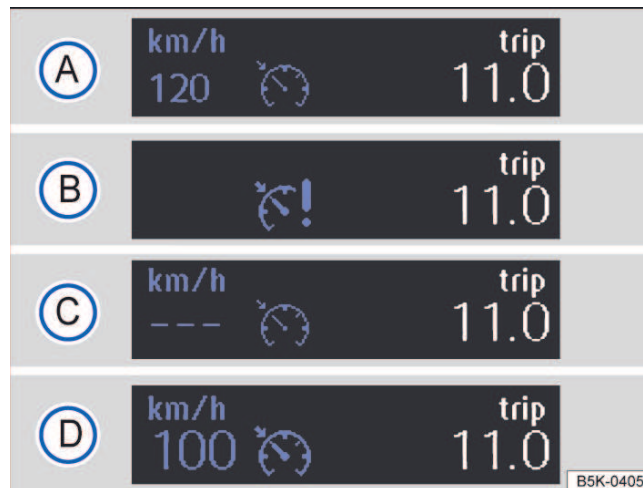 A
km/h trip
120 11.0
B
trip
! 11.0
C
km/h trip
--- 11.0
D
km/h trip
100 11.0
B5K-0405